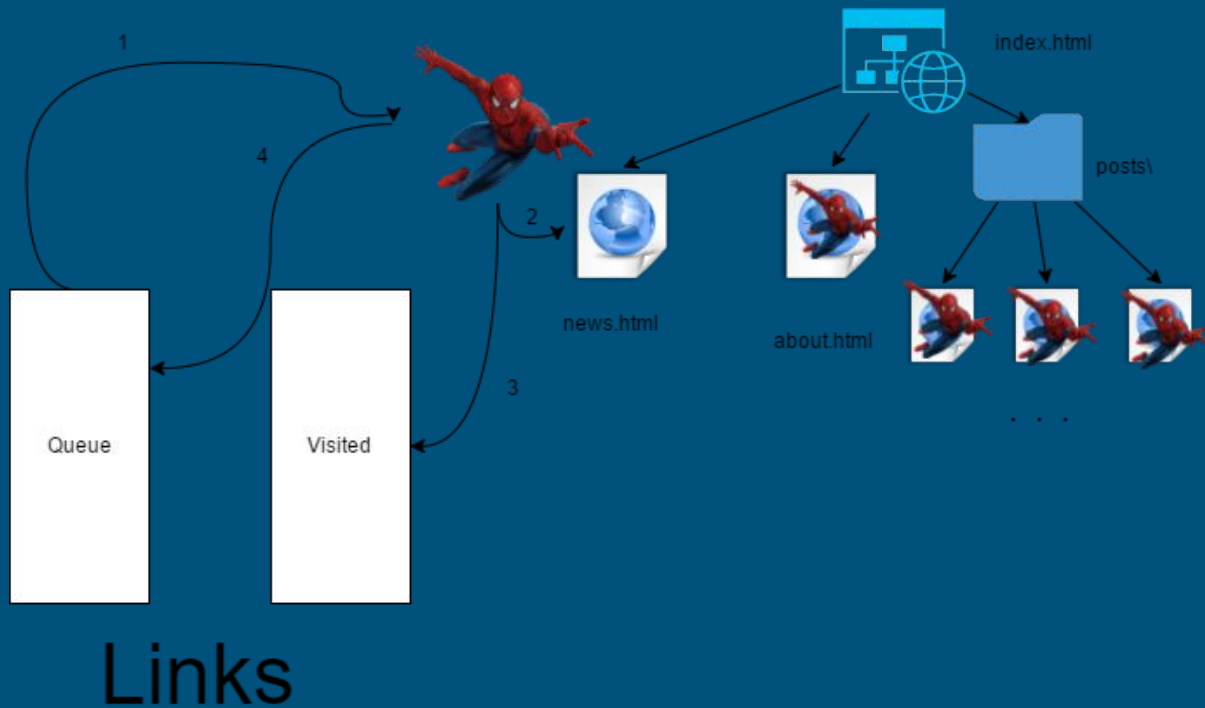 1
index.html
4
posts\
2
news.html
about.html
3
. . .
Queue
Visited
Links